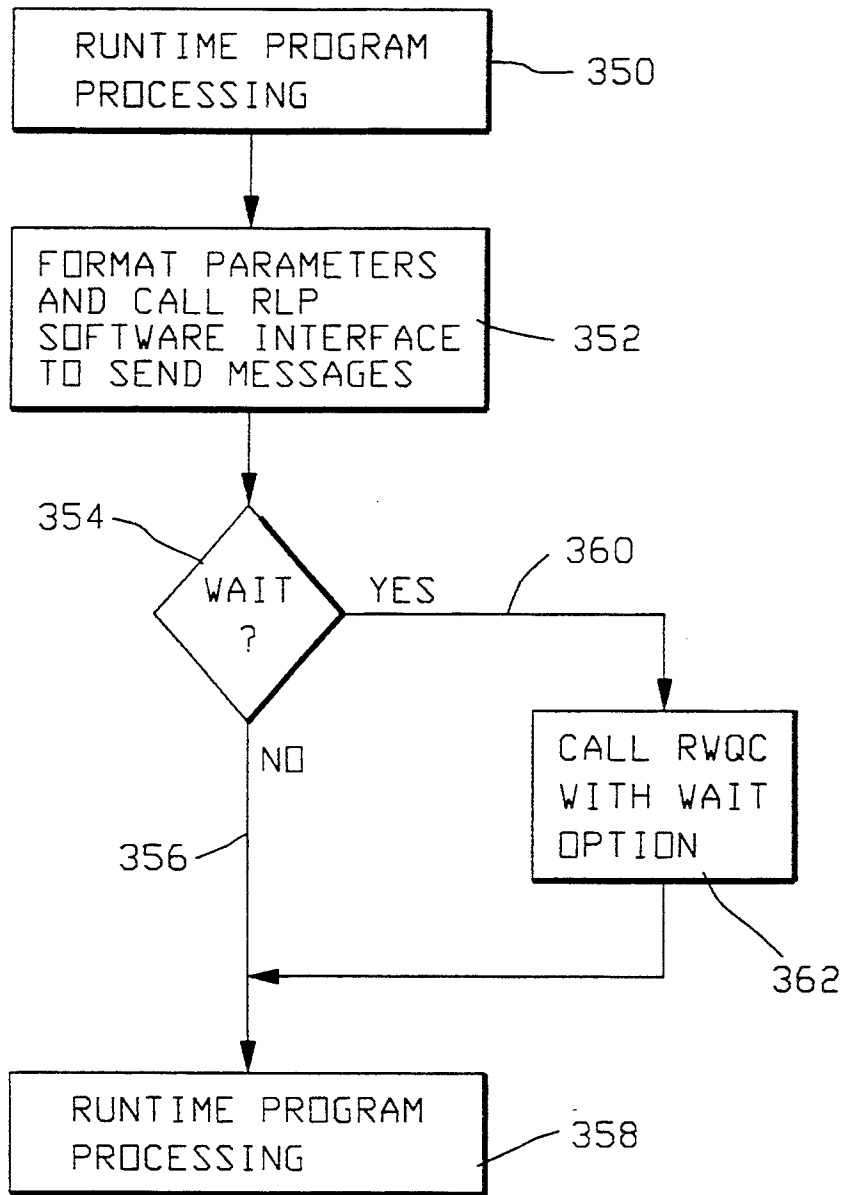 RUNTIME PROGRAM
PROCESSING
350
FORMAT PARAMETERS
AND CALL RLP
SOFTWARE INTERFACE
TO SEND MESSAGES
352
354
WAIT
?
YES
360
NO
CALL RWQC
WITH WAIT
OPTION
356
362
RUNTIME PROGRAM
PROCESSING
358